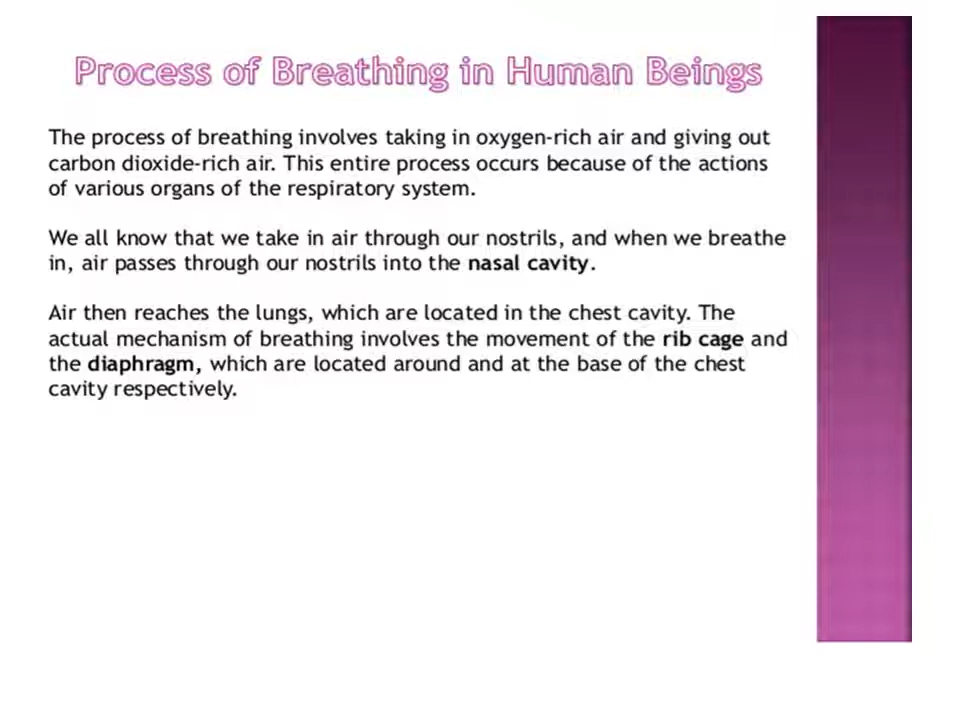 Process of Breathing in Human Beings
The process of breathing involves taking in oxygen-rich air and giving out
carbon dioxide-rich air. This entire process occurs because of the actions
of various organs of the respiratory system.
We all know that we take in air through our nostrils, and when we breathe
in, air passes through our nostrils into the nasal cavity.
Air then reaches the lungs, which are located in the chest cavity. The
actual mechanism of breathing involves the movement of the rib cage and
the diaphragm, which are located around and at the base of the chest
cavity respectively.